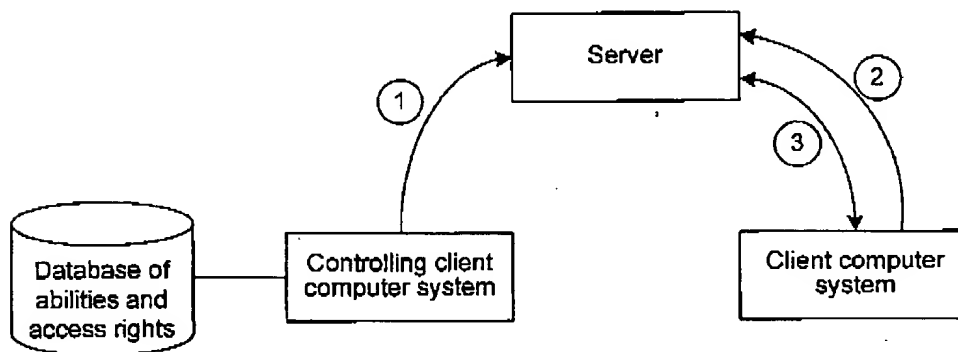 Server
1
2
3
Database of
abilities and
access rights
Controlling client
computer system
Client computer
system